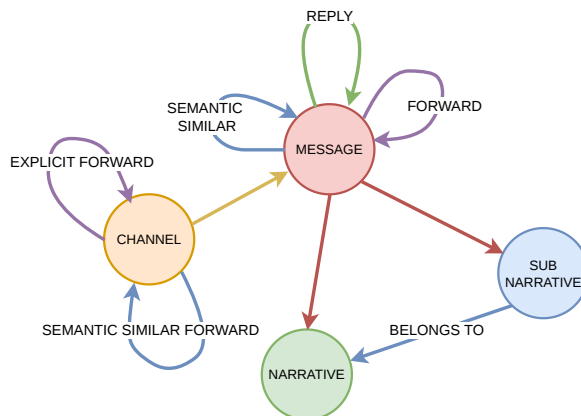 REPLY
SEMANTIC
SIMILAR
FORWARD
MESSAGE
EXPLICIT FORWARD
CHANNEL
SUB
NARRATIVE
SEMANTIC SIMILAR FORWARD
BELONGS TO
NARRATIVE